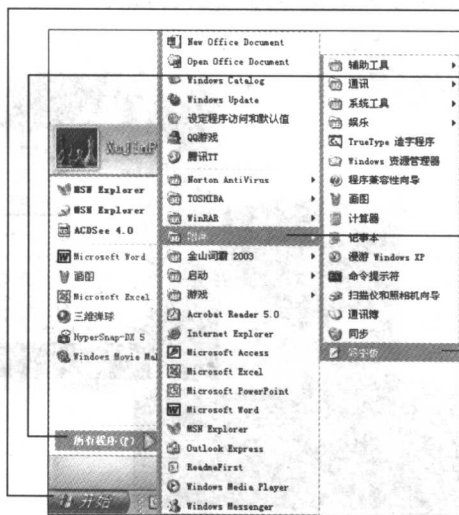 MSN Explorer
MSN Explorer
ACDSee 4.0
Microsoft Word
画图
Microsoft Excel
三维弹球
HyperSnap-DX 5
Windows Movie Mak
所有程序(P)
开始
New Office Document
Open Office Document
Windows Catalog
Windows Update
设定程序访问和默认值
QQ游戏
腾讯TT
Norton AntiVirus
TOSHIBA
WinRAR
附件
金山词霸 2003
启动
游戏
Acrobat Reader 5.0
Internet Explorer
Microsoft Access
Microsoft Excel
Microsoft PowerPoint
Microsoft Word
MSN Explorer
Outlook Express
ReadmeFirst
Windows Media Player
Windows Messenger
辅助工具
通讯
系统工具
娱乐
TrueType 造字程序
Windows 资源管理器
程序兼容性向导
画图
计算器
记事本
漫游 Windows XP
命令提示符
扫描仪和照相机向导
通讯簿
同步
写字板